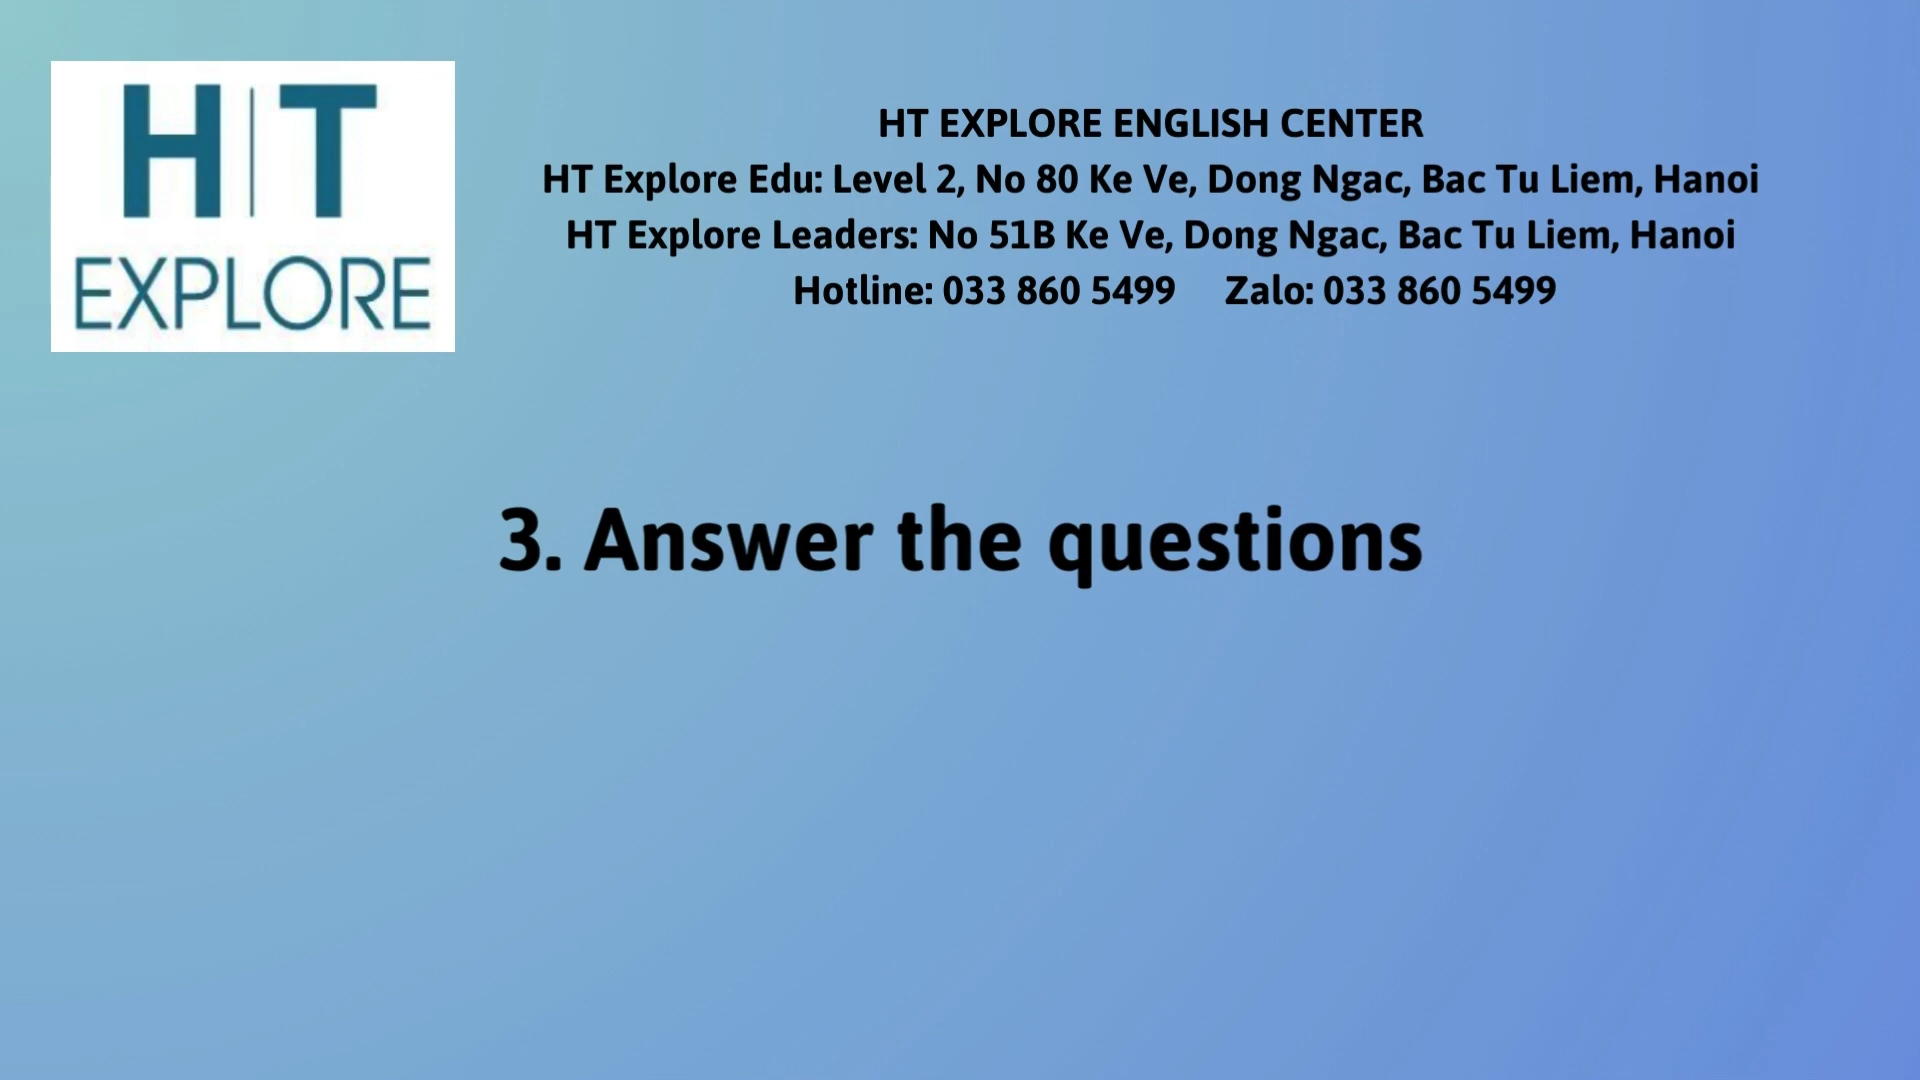 H|T
EXPLORE
HT EXPLORE ENGLISH CENTER
HT Explore Edu: Level 2, No 80 Ke Ve, Dong Ngac, Bac Tu Liem, Hanoi
HT Explore Leaders: No 51B Ke Ve, Dong Ngac, Bac Tu Liem, Hanoi
Hotline: 033 860 5499 Zalo: 033 860 5499
3. Answer the questions